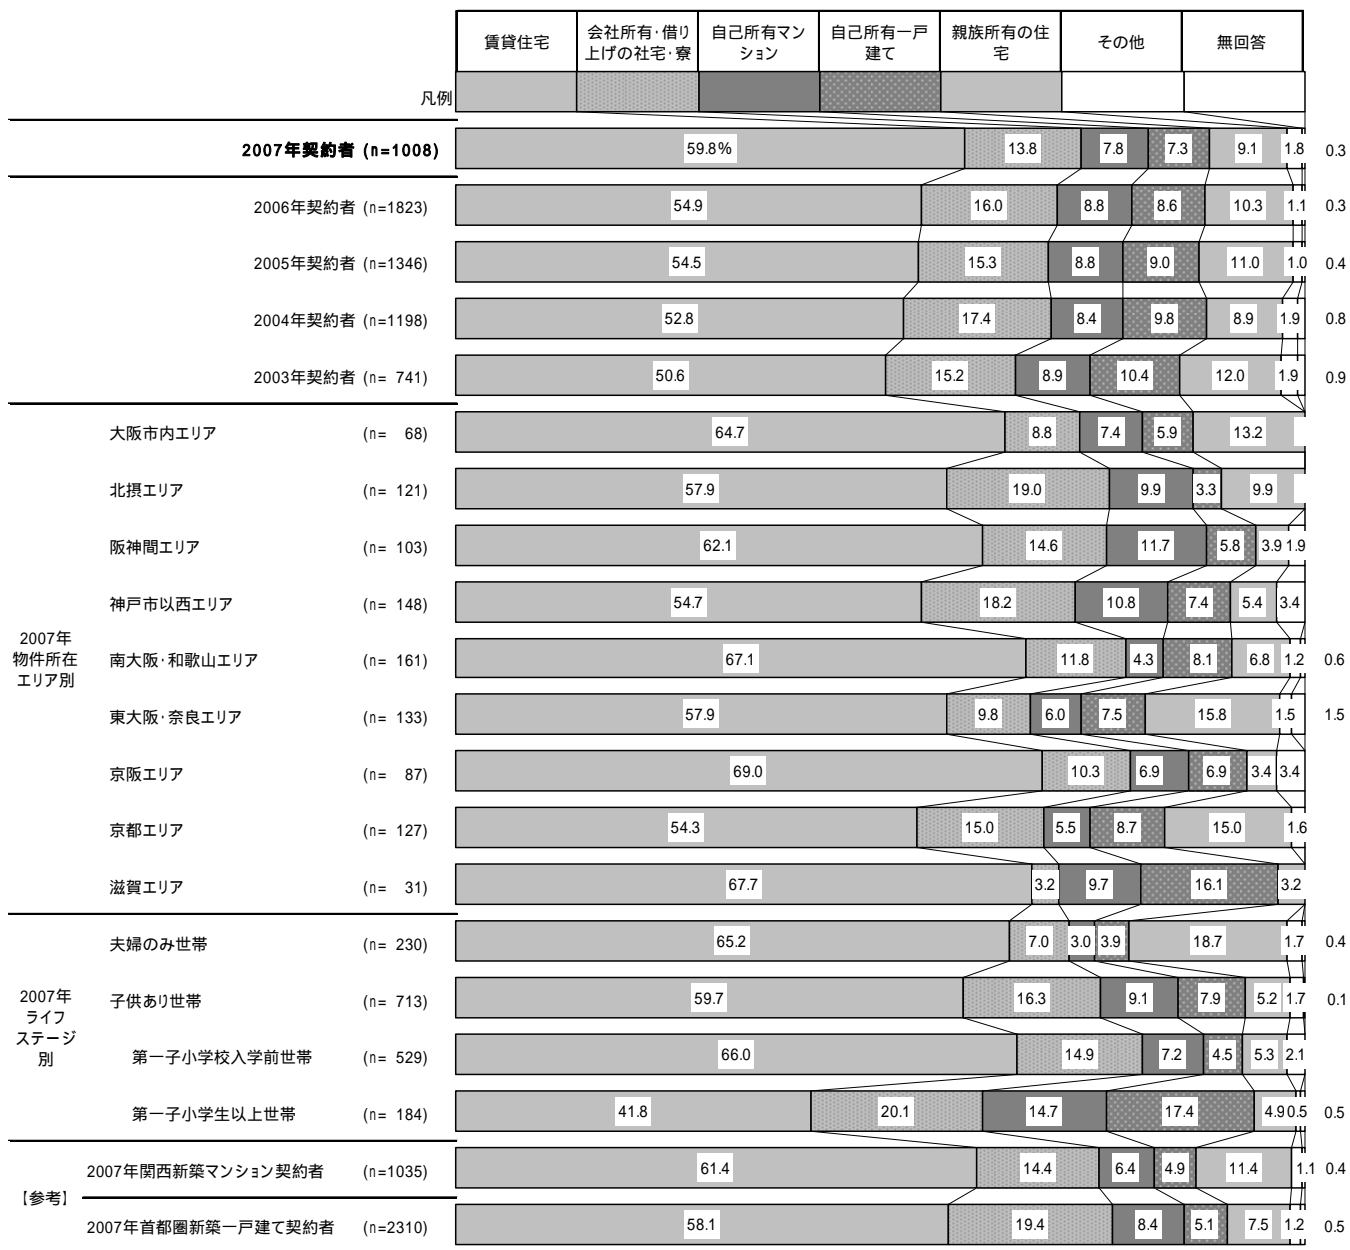 賃貸住宅 会社所有・借り上げの社宅・寮 自己所有マンション 自己所有一戸建て 親族所有の住宅 その他 無回答
凡例
2007年契約者 (n=1008) 59.8% 13.8 7.8 7.3 9.1 1.8 0.3
2006年契約者 (n=1823) 54.9 16.0 8.8 8.6 10.3 1.1 0.3
2005年契約者 (n=1346) 54.5 15.3 8.8 9.0 11.0 1.0 0.4
2004年契約者 (n=1198) 52.8 17.4 8.4 9.8 8.9 1.9 0.8
2003年契約者 (n= 741) 50.6 15.2 8.9 10.4 12.0 1.9 0.9
2007年
物件所在
エリア別
大阪市内エリア (n= 68) 64.7 8.8 7.4 5.9 13.2
北摂エリア (n= 121) 57.9 19.0 9.9 3.3 9.9
阪神間エリア (n= 103) 62.1 14.6 11.7 5.8 3.9 1.9
神戸市以西エリア (n= 148) 54.7 18.2 10.8 7.4 5.4 3.4
南大阪・和歌山エリア (n= 161) 67.1 11.8 4.3 8.1 6.8 1.2 0.6
東大阪・奈良エリア (n= 133) 57.9 9.8 6.0 7.5 15.8 1.5 1.5
京阪エリア (n= 87) 69.0 10.3 6.9 6.9 3.4 3.4
京都エリア (n= 127) 54.3 15.0 5.5 8.7 15.0 1.6
滋賀エリア (n= 31) 67.7 3.2 9.7 16.1 3.2
2007年
ライフ
ステージ
別
夫婦のみ世帯 (n= 230) 65.2 7.0 3.0 3.9 18.7 1.7 0.4
子供あり世帯 (n= 713) 59.7 16.3 9.1 7.9 5.2 1.7 0.1
第一子小学校入学前世帯 (n= 529) 66.0 14.9 7.2 4.5 5.3 2.1
第一子小学生以上世帯 (n= 184) 41.8 20.1 14.7 17.4 4.9 0.5 0.5
【参考】
2007年関西新築マンション契約者 (n=1035) 61.4 14.4 6.4 4.9 11.4 1.1 0.4
2007年首都圏新築一戸建て契約者 (n=2310) 58.1 19.4 8.4 5.1 7.5 1.2 0.5